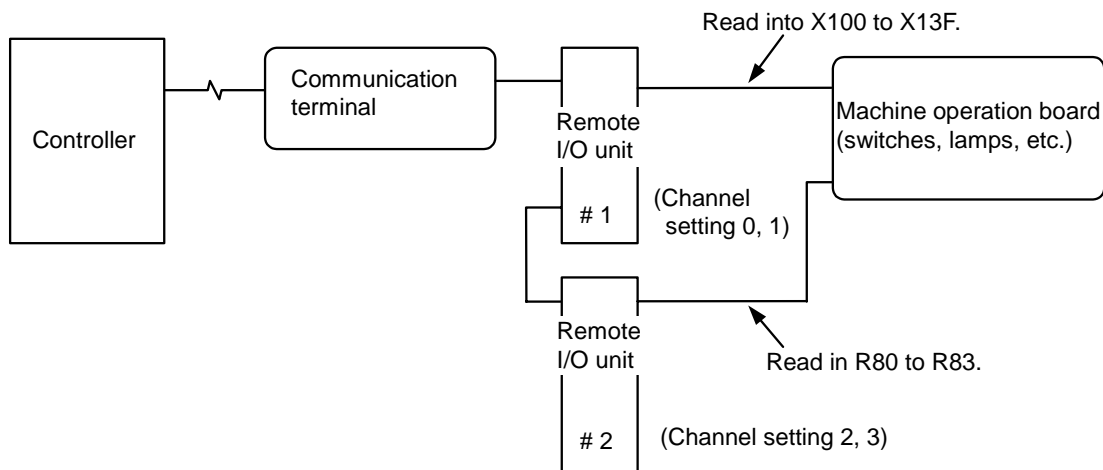 Read into X100 to X13F.
Controller
Communication
terminal
Remote
I/O unit
# 1
(Channel
setting 0, 1)
Machine operation board
(switches, lamps, etc.)
Remote
I/O unit
# 2
Read in R80 to R83.
(Channel setting 2, 3)